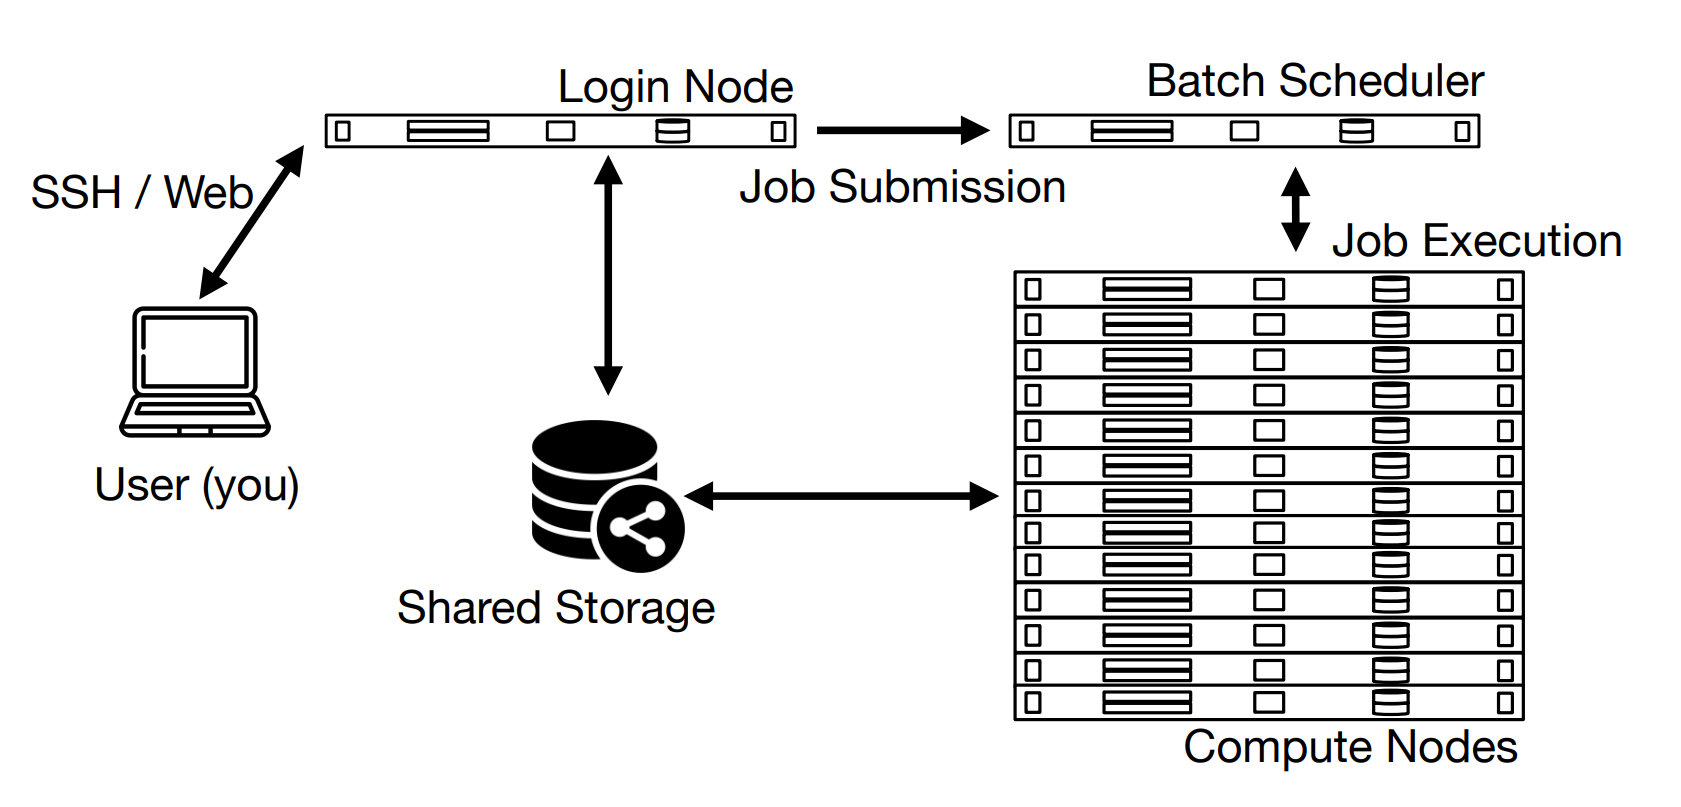 Login Node
Batch Scheduler
SSH / Web
Job Submission
Job Execution
User (you)
Shared Storage
Compute Nodes